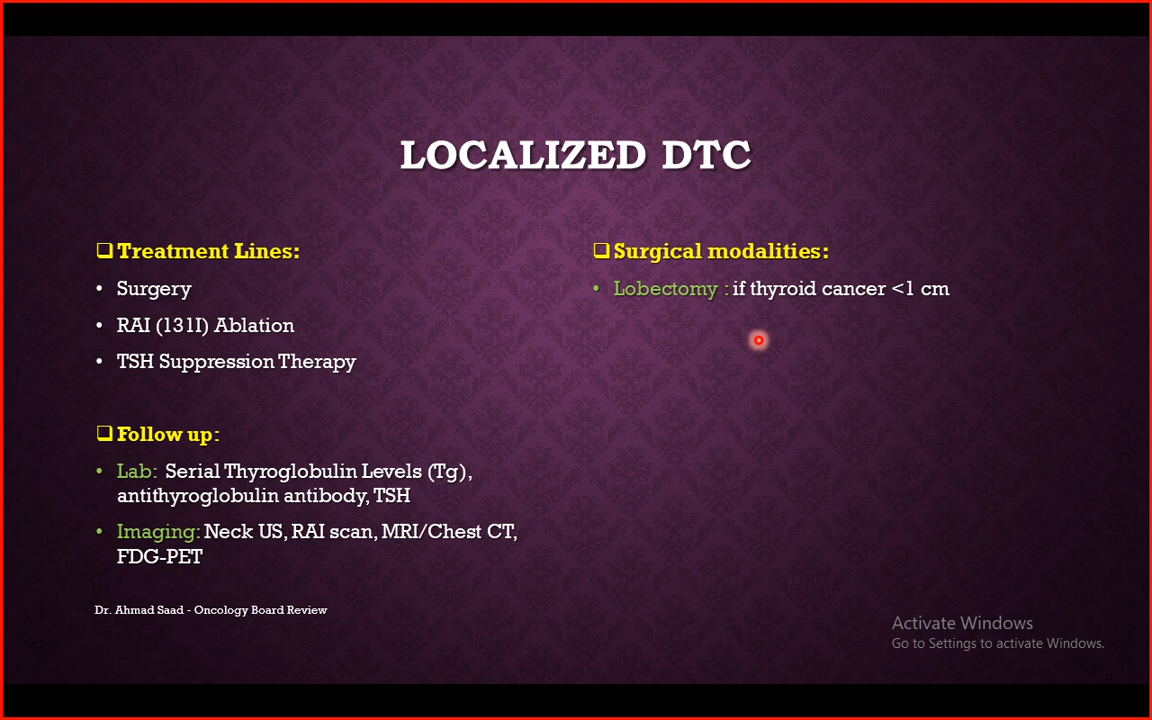 LOCALIZED DTC
❑Treatment Lines:
• Surgery
• RAI (131I) Ablation
• TSH Suppression Therapy
❑Follow up:
• Lab: Serial Thyroglobulin Levels (Tg),
antithyroglobulin antibody, TSH
• Imaging: Neck US, RAI scan, MRI/Chest CT,
FDG-PET
❑Surgical modalities:
• Lobectomy : if thyroid cancer <1 cm
Dr. Ahmad Saad - Oncology Board Review
Activate Windows
Go to Settings to activate Windows.